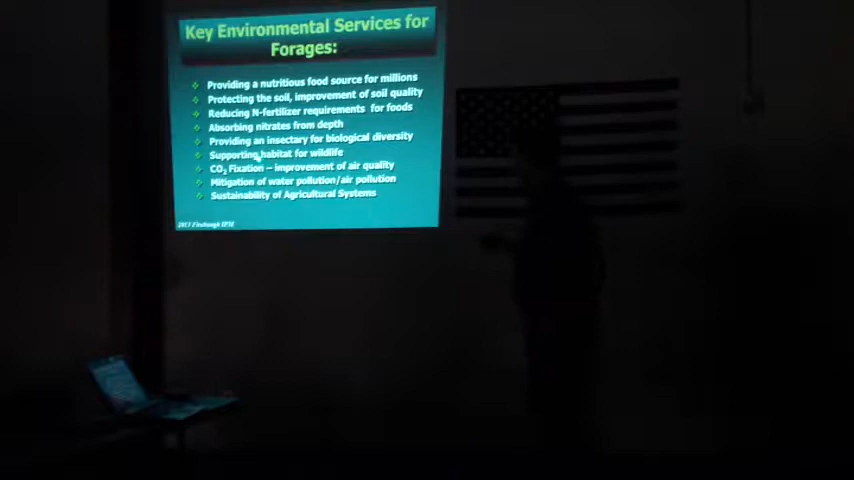 Key Environmental Services for
Forages:
Providing a nutritious food source for millions
Protecting the soil, improvement of soil quality
Reducing N-fertilizer requirements for foods
Absorbing nitrates from depth
Providing an insectary for biological diversity
Supporting habitat for wildlife
CO₂ Fixation – improvement of air quality
Mitigation of water pollution/air pollution
Sustainability of Agricultural Systems
IPM